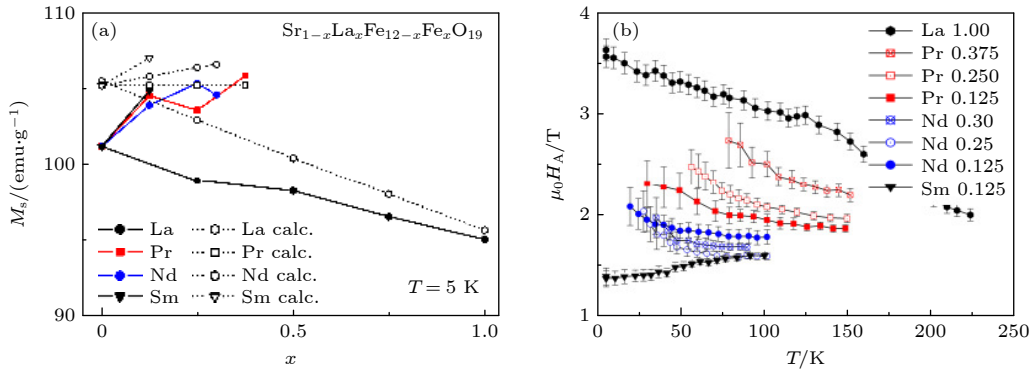 (a)
Sr₁₋ₓLaₓFe₁₂₋ₓFeₓO₁₉
110
100
90
Mₛ/(emu·g⁻¹)
La
Pr
Nd
Sm
La calc.
Pr calc.
Nd calc.
Sm calc.
T = 5 K
0
0.5
1.0
x
(b)
La 1.00
Pr 0.375
Pr 0.250
Pr 0.125
Nd 0.30
Nd 0.25
Nd 0.125
Sm 0.125
4
3
2
1
μ₀H_A/T
0
50
100
150
210
240
T/K